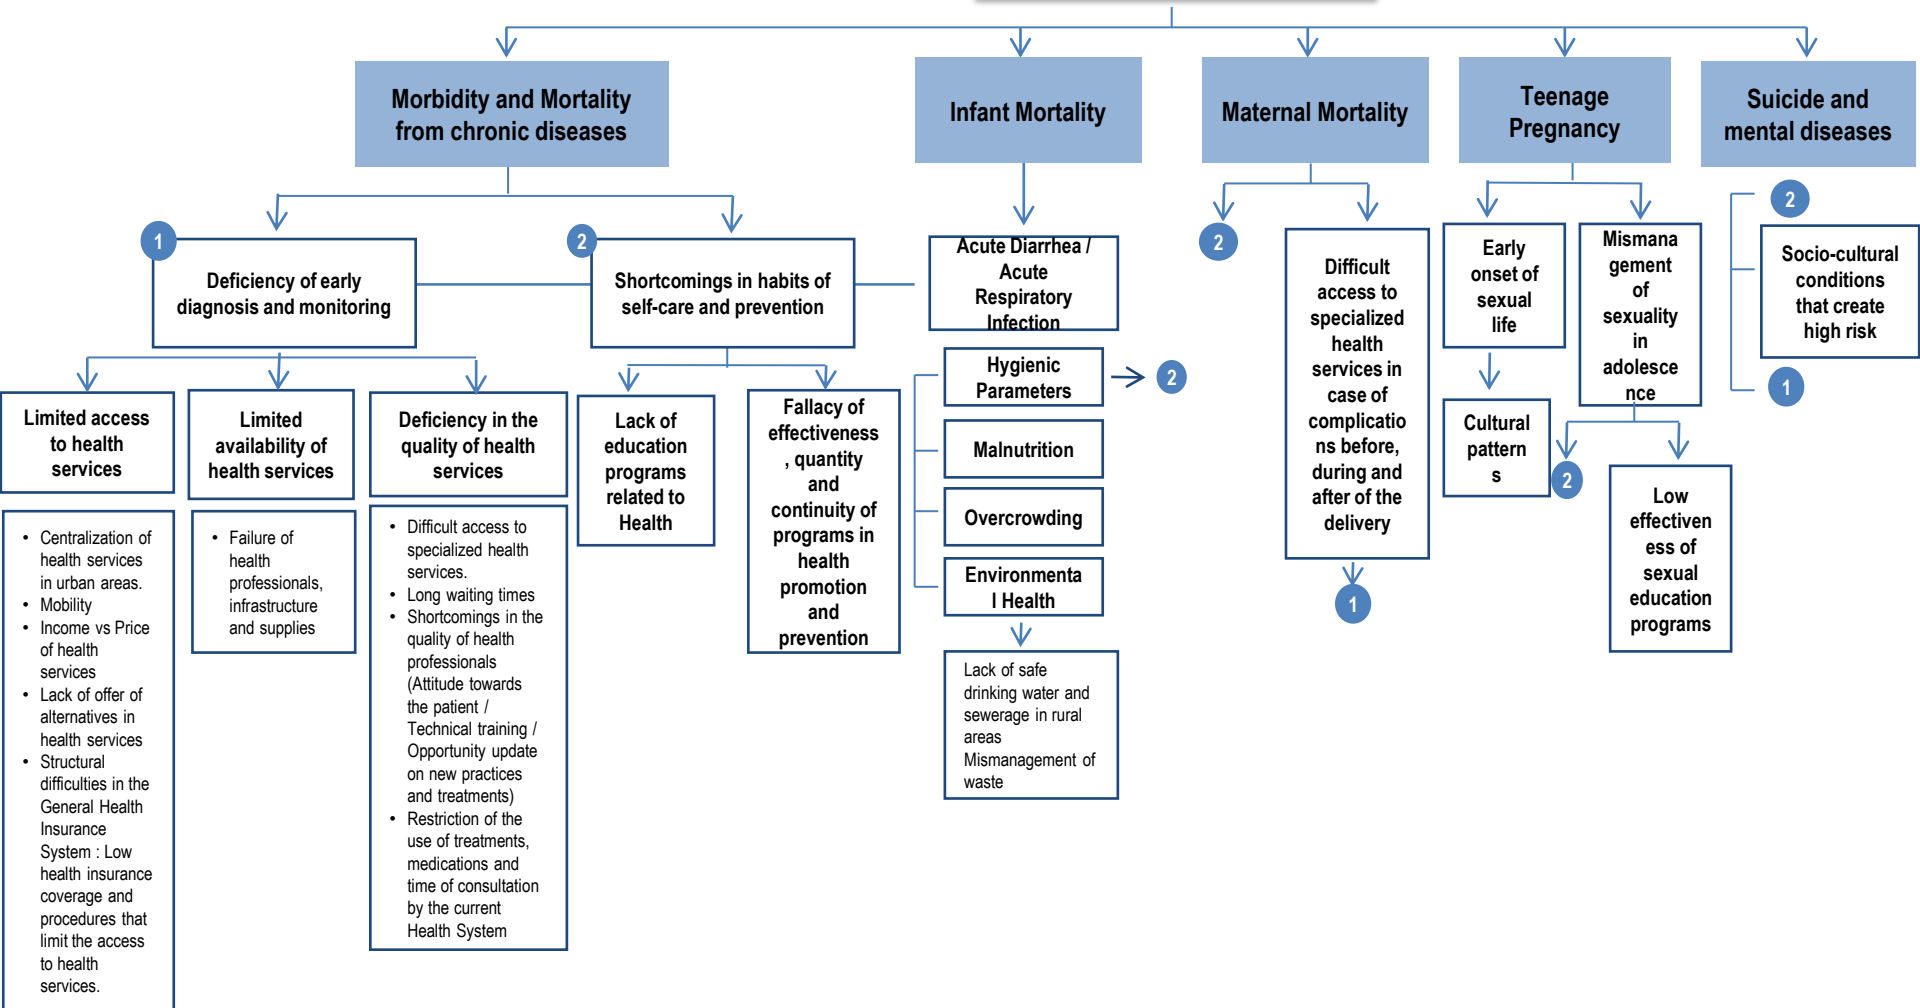 Morbidity and Mortality
from chronic diseases
Infant Mortality
Maternal Mortality
Teenage
Pregnancy
Suicide and
mental diseases
1
Deficiency of early
diagnosis and monitoring
2
Shortcomings in habits of
self-care and prevention
Acute Diarrhea /
Acute
Respiratory
Infection
2
Difficult
access to
specialized
health
services in
case of
complicatio
ns before,
during and
after of the
delivery
1
Early
onset of
sexual
life
Cultural
pattern
s
Mismana
gement
of
sexuality
in
adolesce
nce
2
Low
effectiven
ess of
sexual
education
programs
2
Socio-cultural
conditions
that create
high risk
1
Limited access
to health
services
Limited
availability of
health services
Deficiency in the
quality of health
services
Lack of
education
programs
related to
Health
Fallacy of
effectiveness
, quantity
and
continuity of
programs in
health
promotion
and
prevention
Hygienic
Parameters
2
Malnutrition
Overcrowding
Environmenta
l Health
Lack of safe
drinking water and
sewerage in rural
areas
Mismanagement of
waste
• Centralization of
health services
in urban areas.
• Mobility
• Income vs Price
of health
services
• Lack of offer of
alternatives in
health services
• Structural
difficulties in the
General Health
Insurance
System : Low
health insurance
coverage and
procedures that
limit the access
to health
services.
• Failure of
health
professionals,
infrastructure
and supplies
• Difficult access to
specialized health
services.
• Long waiting times
• Shortcomings in the
quality of health
professionals
(Attitude towards
the patient /
Technical training /
Opportunity update
on new practices
and treatments)
• Restriction of the
use of treatments,
medications and
time of consultation
by the current
Health System